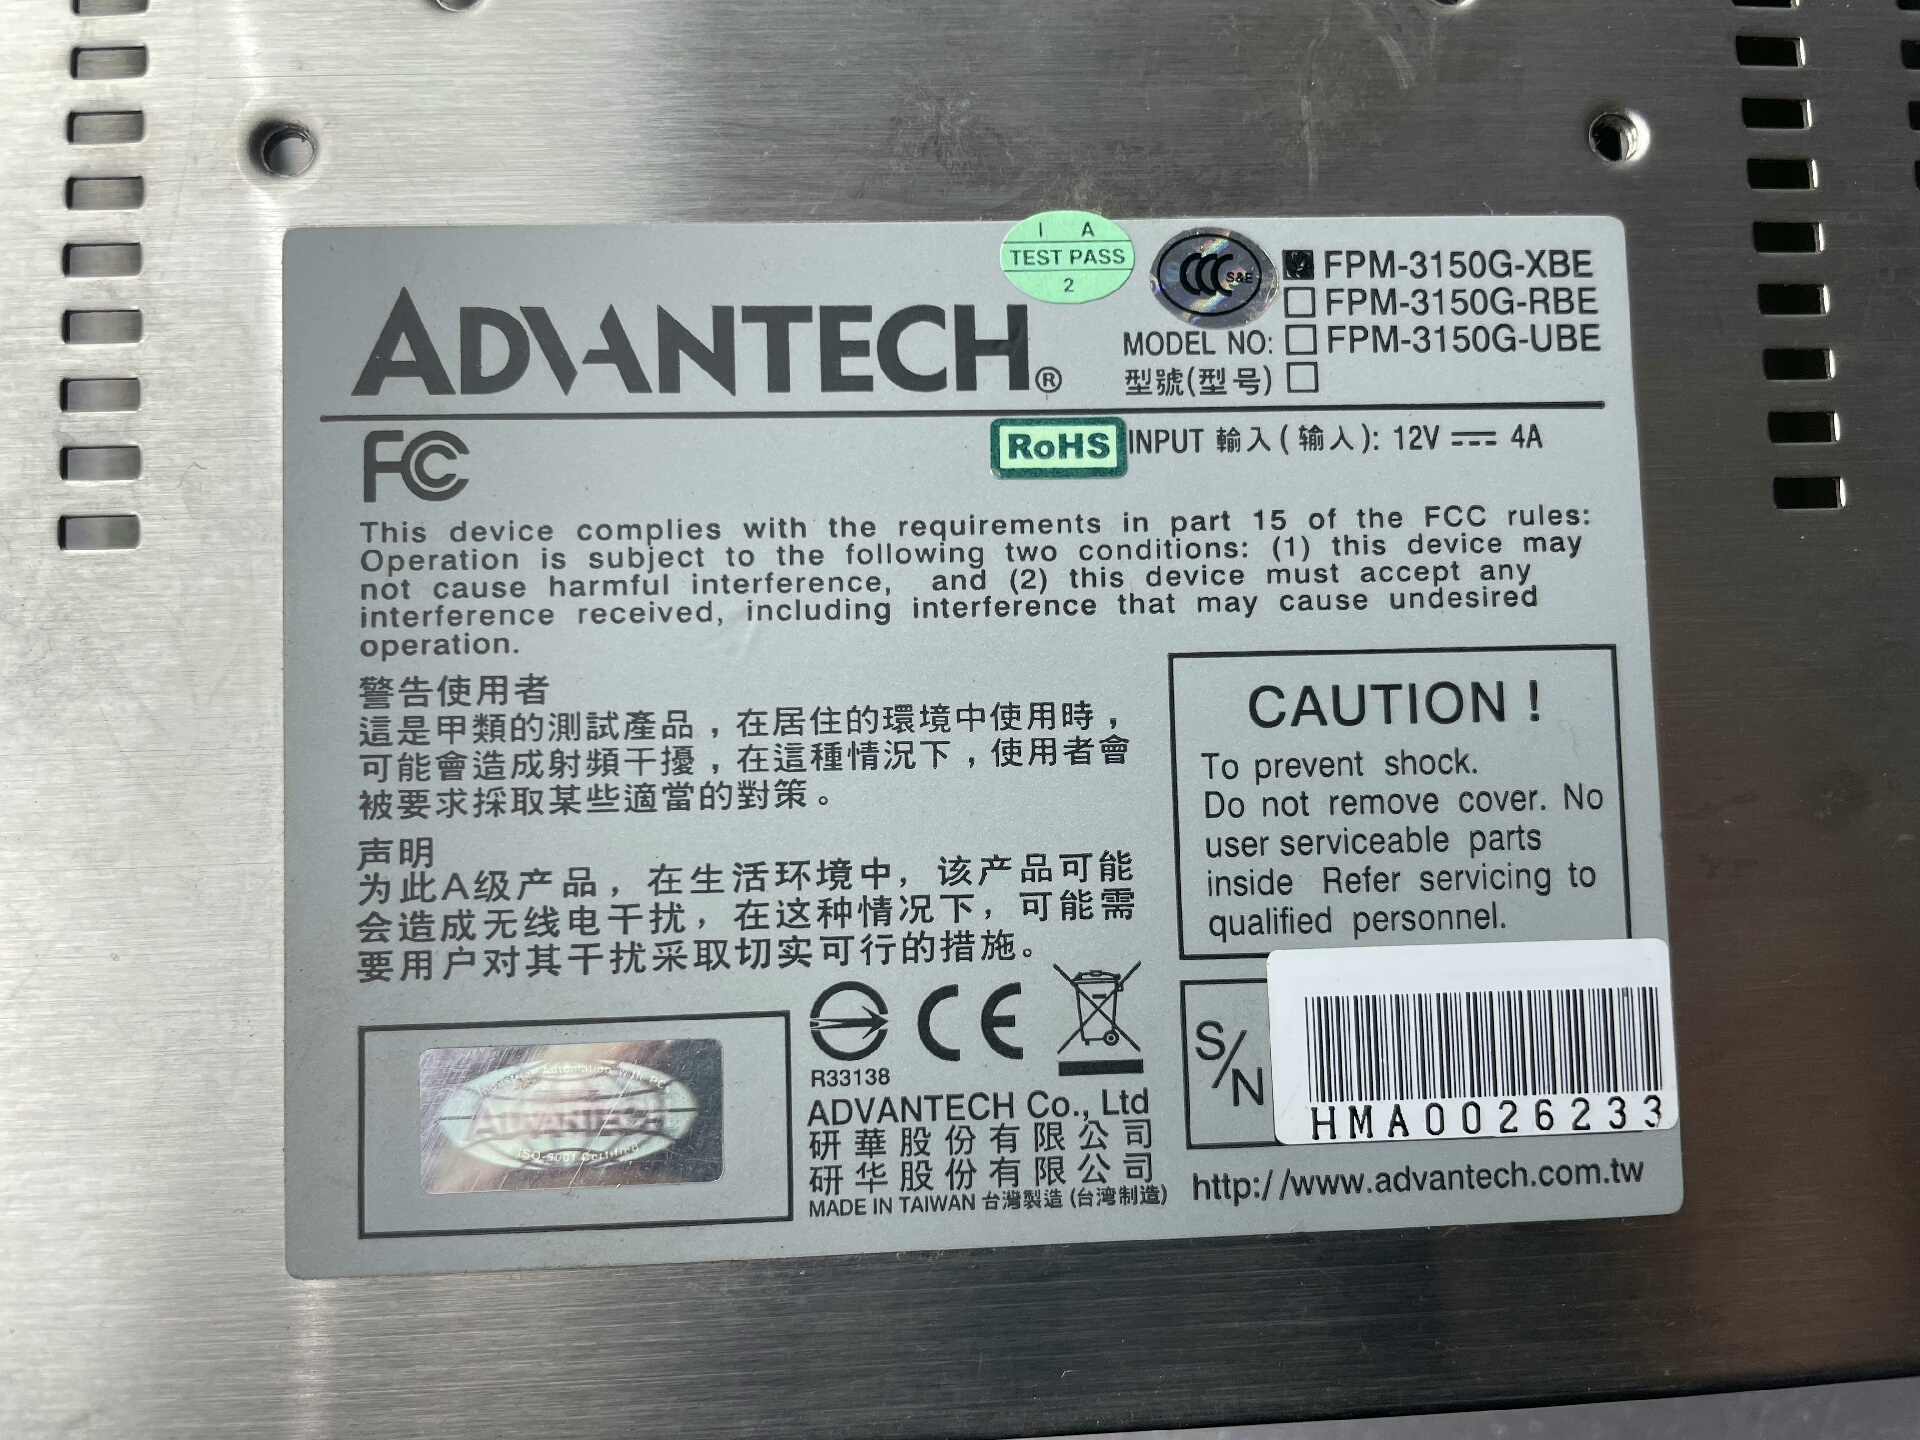 I A
TEST PASS
2
CCC S&E
ADVANTECH®
FPM-3150G-XBE
FPM-3150G-RBE
MODEL NO: FPM-3150G-UBE
型號(型号)
FC
RoHS
INPUT 輸入(输入): 12V ⎓ 4A
This device complies with the requirements in part 15 of the FCC rules:
Operation is subject to the following two conditions: (1) this device may
not cause harmful interference, and (2) this device must accept any
interference received, including interference that may cause undesired
operation.
警告使用者
這是甲類的測試產品，在居住的環境中使用時，
可能會造成射頻干擾，在這種情況下，使用者會
被要求採取某些適當的對策。
声明
为此A级产品，在生活环境中，该产品可能
会造成无线电干扰，在这种情况下，可能需
要用户对其干扰采取切实可行的措施。
CAUTION !
To prevent shock.
Do not remove cover. No
user serviceable parts
inside Refer servicing to
qualified personnel.
Automation with PC
ADVANTECH
ISO-9001 Certified
CE
R33138
ADVANTECH Co., Ltd
研華股份有限公司
研华股份有限公司
MADE IN TAIWAN 台灣製造 (台湾制造)
S/N
HMA0026233
http://www.advantech.com.tw